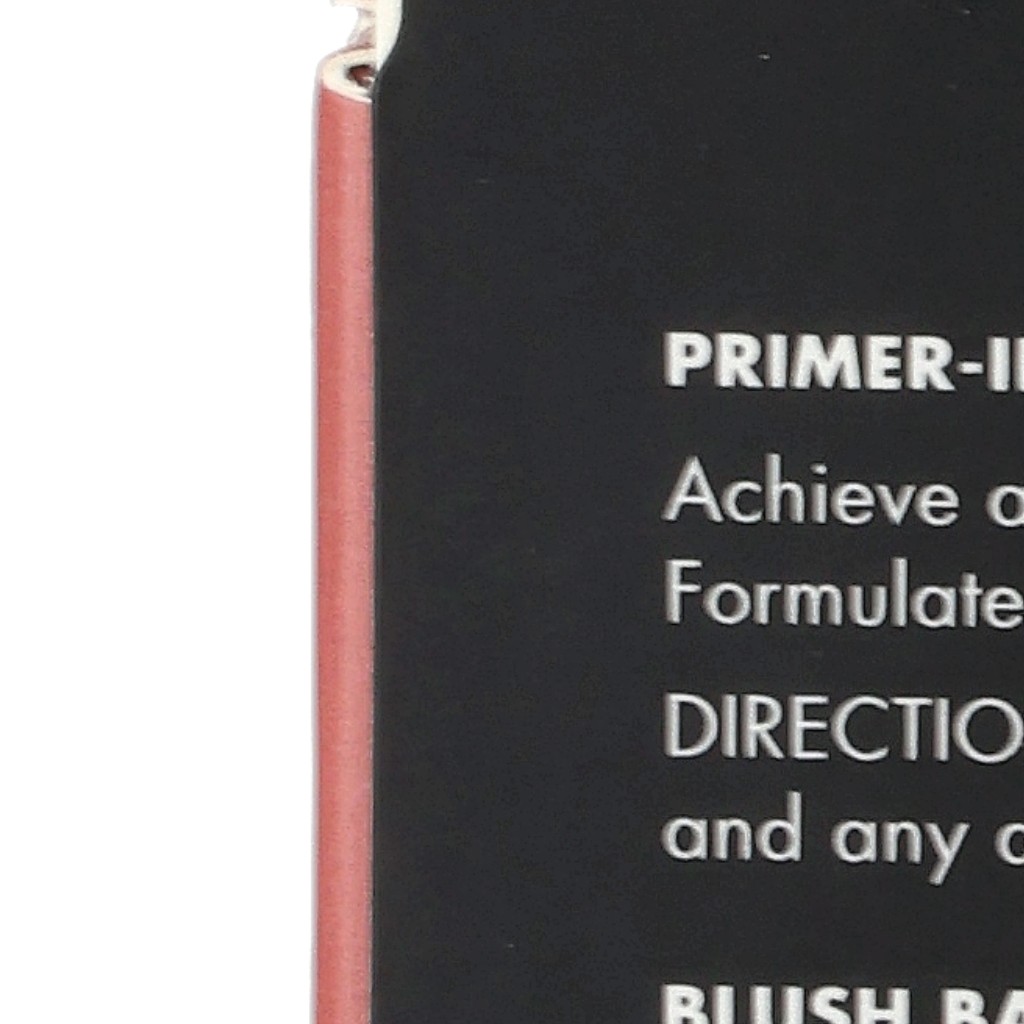 PRIMER-I
Achieve a
Formulate
DIRECTIO
and any
BLUSH BA